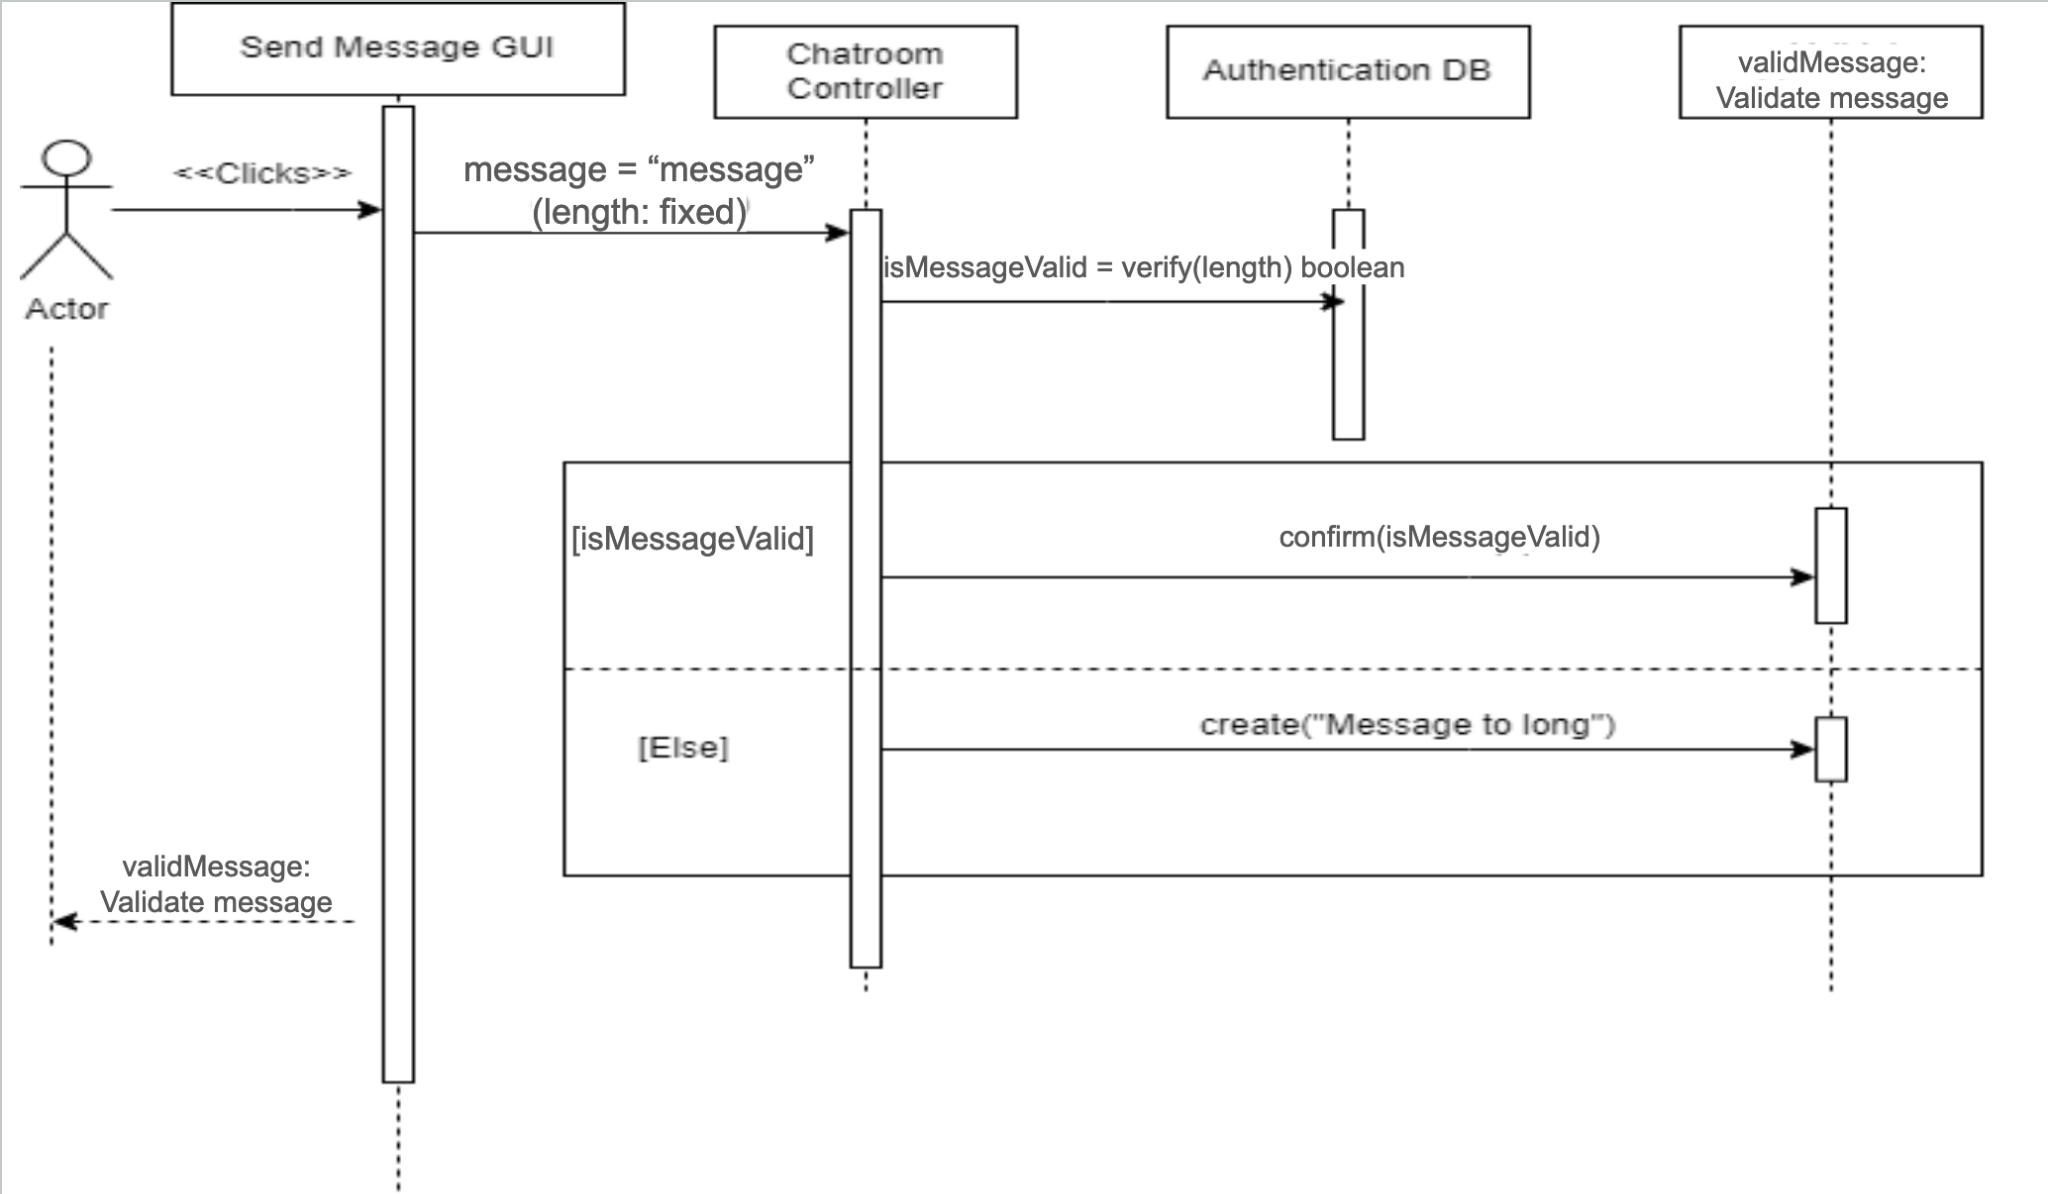 Send Message GUI
Chatroom
Controller
Authentication DB
validMessage:
Validate message
<<Clicks>>
message = “message”
(length: fixed)
isMessageValid = verify(length) boolean
Actor
[isMessageValid]
confirm(isMessageValid)
create("Message to long")
[Else]
validMessage:
Validate message